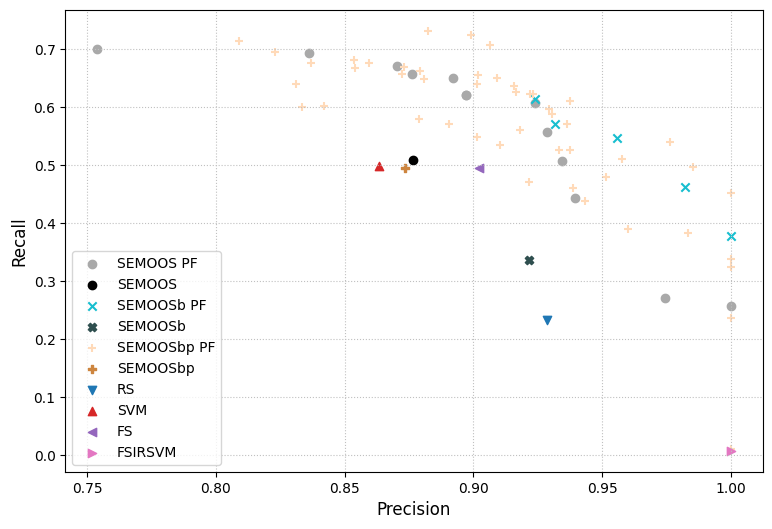 0.7
0.6
0.5
0.4
0.3
0.2
0.1
0.0
Recall
SEMOOS PF
SEMOOS
SEMOOSb PF
SEMOOSb
SEMOOSbp PF
SEMOOSbp
RS
SVM
FS
FSIRSVM
0.75 0.80 0.85 0.90 0.95 1.00
Precision